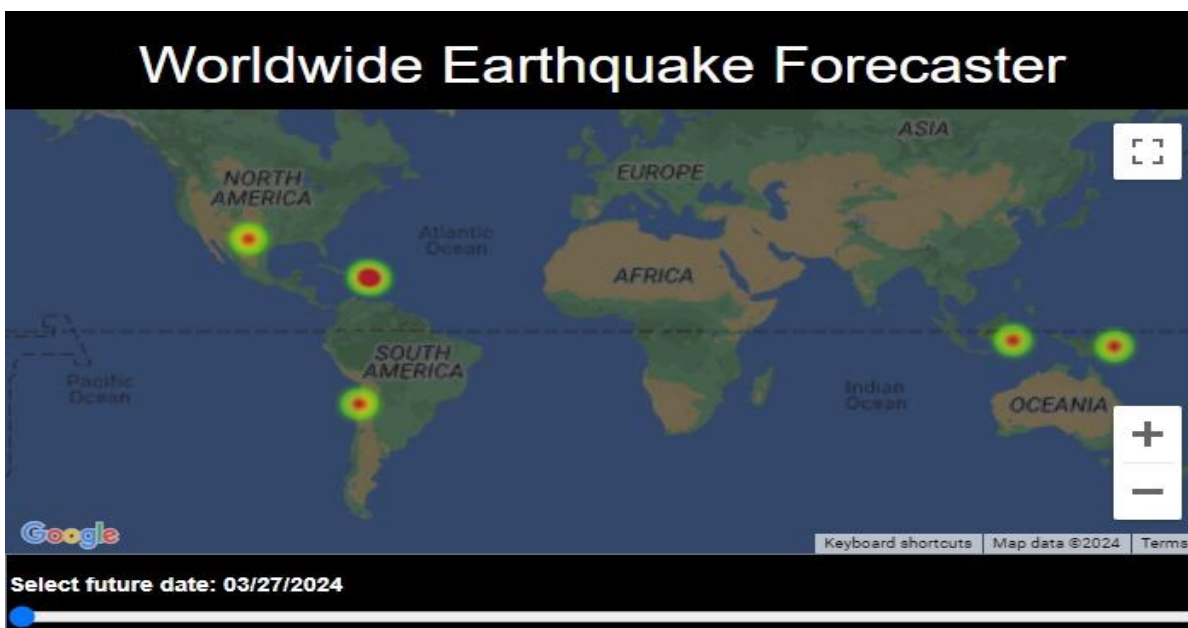 Worldwide Earthquake Forecaster
ASIA
EUROPE
NORTH
AMERICA
Atlantic
Ocean
AFRICA
SOUTH
AMERICA
Pacific
Ocean
Indian
Ocean
OCEANIA
Google
Keyboard shortcuts
Map data ©2024
Terms
Select future date: 03/27/2024